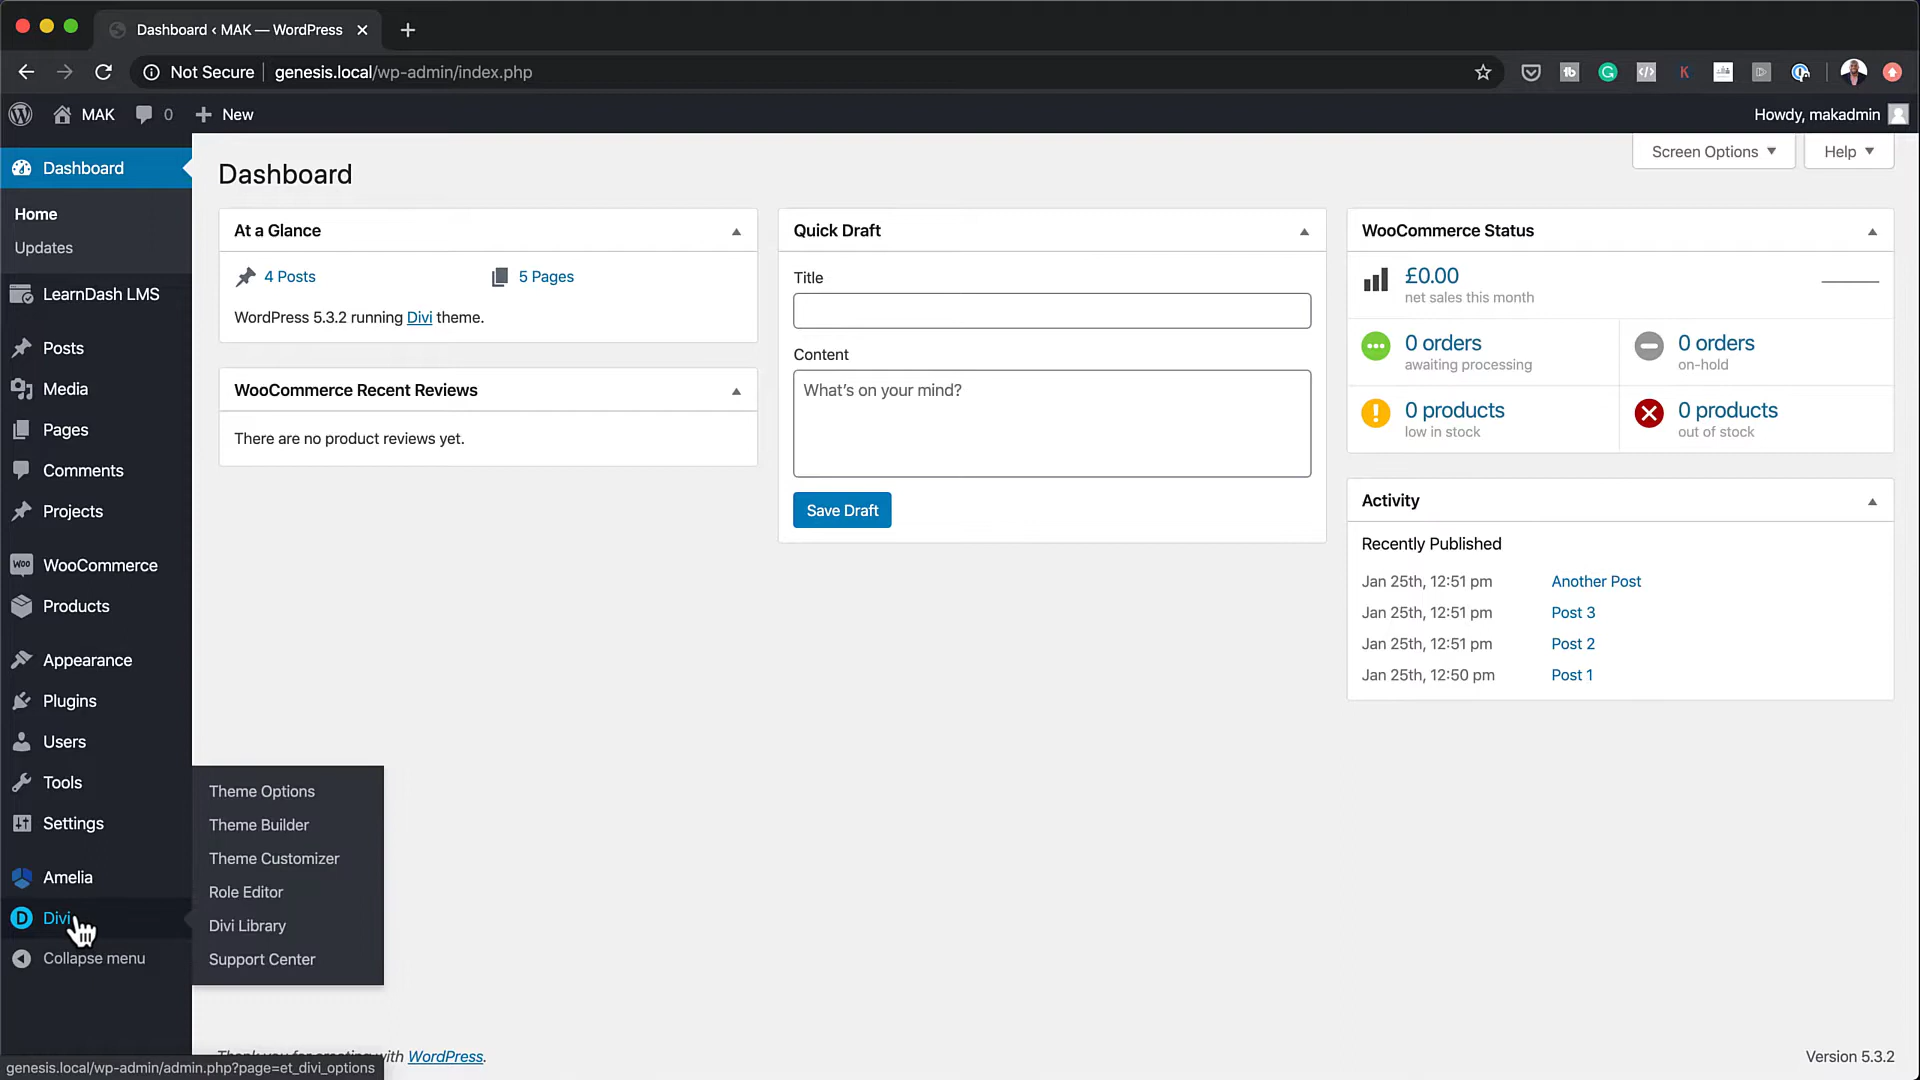 Dashboard ‹ MAK — WordPress
Not Secure genesis.local/wp-admin/index.php
MAK 0 New
Howdy, makadmin
Dashboard
Home
Updates
LearnDash LMS
Posts
Media
Pages
Comments
Projects
WooCommerce
Products
Appearance
Plugins
Users
Tools
Settings
Amelia
Divi
Collapse menu
Theme Options
Theme Builder
Theme Customizer
Role Editor
Divi Library
Support Center
Dashboard
Screen Options
Help
At a Glance
4 Posts
5 Pages
WordPress 5.3.2 running Divi theme.
WooCommerce Recent Reviews
There are no product reviews yet.
Quick Draft
Title
Content
What's on your mind?
Save Draft
WooCommerce Status
£0.00
net sales this month
0 orders
awaiting processing
0 orders
on-hold
0 products
low in stock
0 products
out of stock
Activity
Recently Published
Jan 25th, 12:51 pm Another Post
Jan 25th, 12:51 pm Post 3
Jan 25th, 12:51 pm Post 2
Jan 25th, 12:50 pm Post 1
Thank you for creating with WordPress.
Version 5.3.2
genesis.local/wp-admin/admin.php?page=et_divi_options